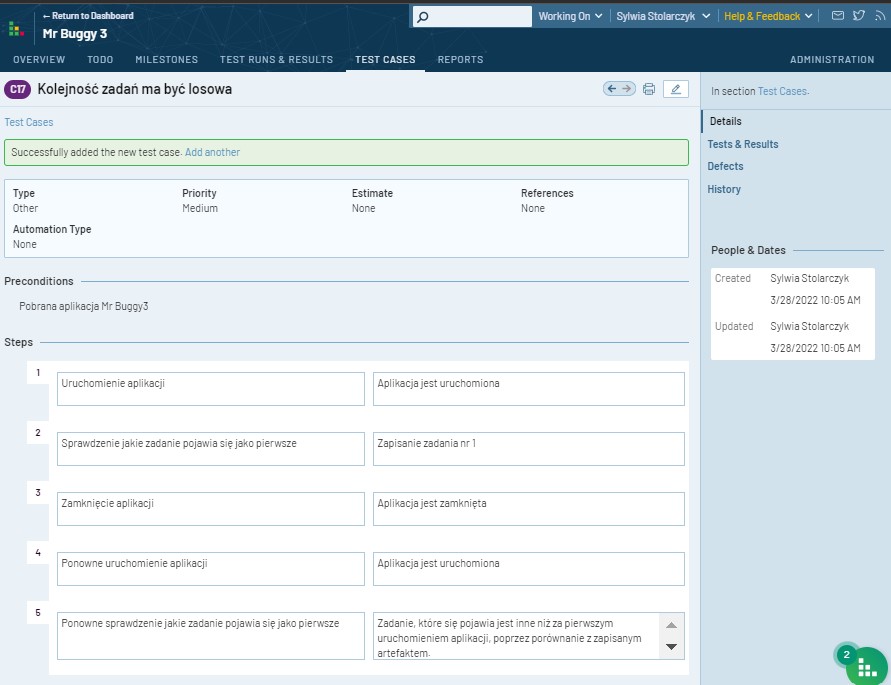 ← Return to Dashboard
Mr Buggy 3
Working On
Sylwia Stolarczyk
Help & Feedback
OVERVIEW
TODO
MILESTONES
TEST RUNS & RESULTS
TEST CASES
REPORTS
ADMINISTRATION
C17 Kolejność zadań ma być losowa
Test Cases
Successfully added the new test case. Add another
Type
Priority
Estimate
References
Other
Medium
None
None
Automation Type
None
Preconditions
Pobrana aplikacja Mr Buggy3
Steps
1
Uruchomienie aplikacji
Aplikacja jest uruchomiona
2
Sprawdzenie jakie zadanie pojawia się jako pierwsze
Zapisanie zadania nr 1
3
Zamknięcie aplikacji
Aplikacja jest zamknięta
4
Ponowne uruchomienie aplikacji
Aplikacja jest uruchomiona
5
Ponowne sprawdzenie jakie zadanie pojawia się jako pierwsze
Zadanie, które się pojawia jest inne niż za pierwszym
uruchomieniem aplikacji, poprzez porównanie z zapisanym
artefaktem.
In section Test Cases.
Details
Tests & Results
Defects
History
People & Dates
Created
Sylwia Stolarczyk
3/28/2022 10:05 AM
Updated
Sylwia Stolarczyk
3/28/2022 10:05 AM
2